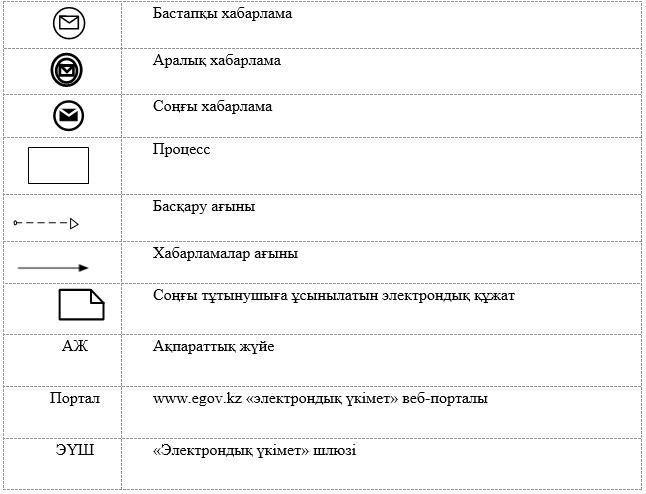 Бастапқы хабарлама
Аралық хабарлама
Соңғы хабарлама
Процесс
Басқару ағыны
Хабарламалар ағыны
Соңғы тұтынушыға ұсынылатын электрондық құжат
АЖ Ақпараттық жүйе
Портал www.egov.kz «электрондық үкімет» веб-порталы
ЭҮШ «Электрондық үкімет» шлюзі